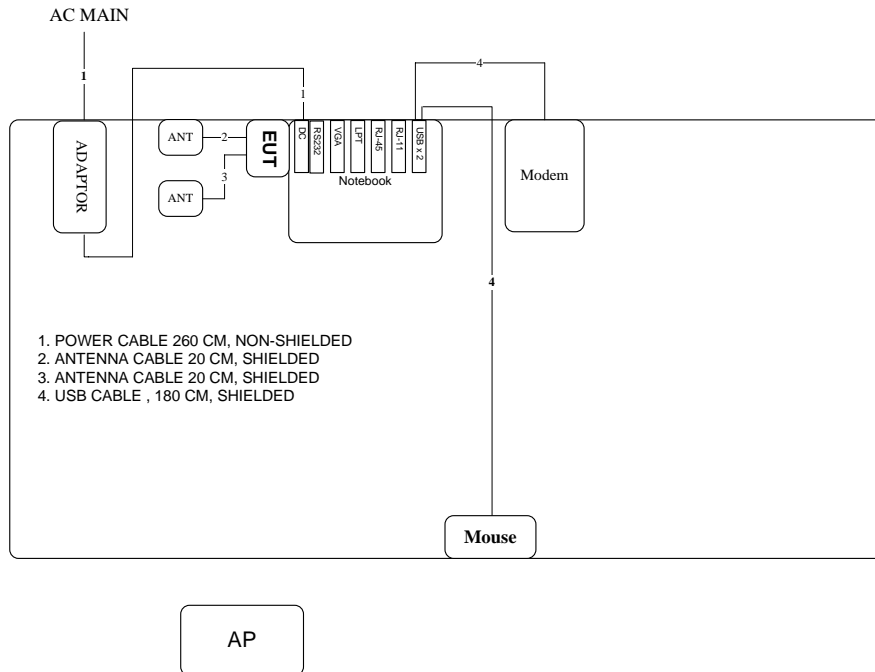 AC MAIN
1
4
1
ADAPTOR
ANT
2
EUT
3
ANT
DC
RS232
VGA
LPT
RJ-45
RJ-11
USB x 2
Notebook
Modem
4
1. POWER CABLE 260 CM, NON-SHIELDED
2. ANTENNA CABLE 20 CM, SHIELDED
3. ANTENNA CABLE 20 CM, SHIELDED
4. USB CABLE , 180 CM, SHIELDED
Mouse
AP